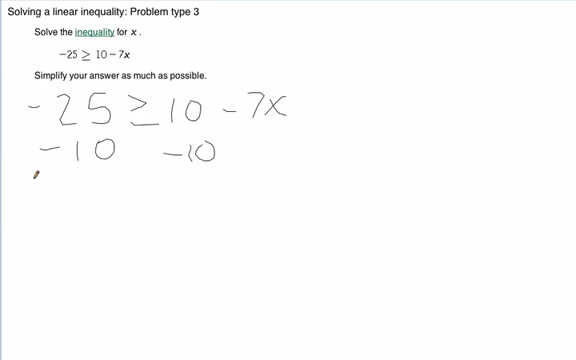 Solving a linear inequality: Problem type 3
Solve the inequality for x.
−25 ≥ 10 − 7x
Simplify your answer as much as possible.
-25 ≥ 10 - 7x
-10 -10